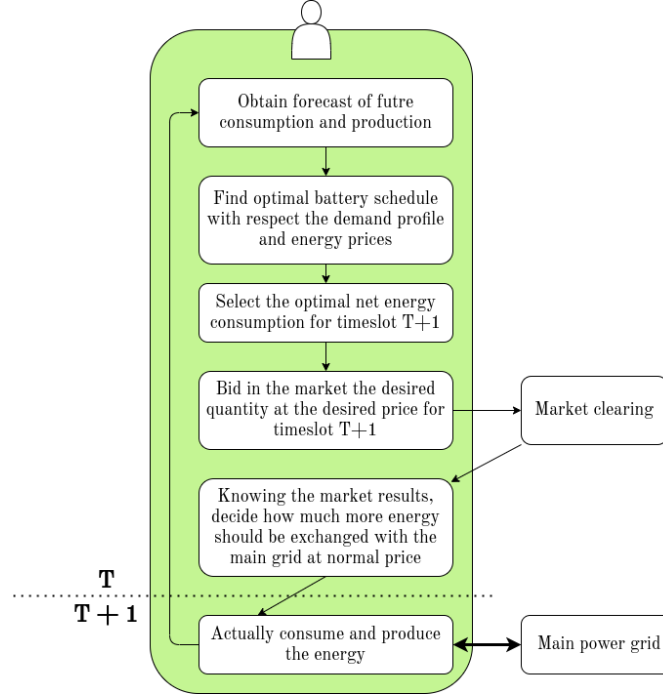 Obtain forecast of futre
consumption and production
Find optimal battery schedule
with respect the demand profile
and energy prices
Select the optimal net energy
consumption for timeslot T+1
Bid in the market the desired
quantity at the desired price for
timeslot T+1
Market clearing
Knowing the market results,
decide how much more energy
should be exchanged with the
main grid at normal price
T
T + 1
Actually consume and produce
the energy
Main power grid